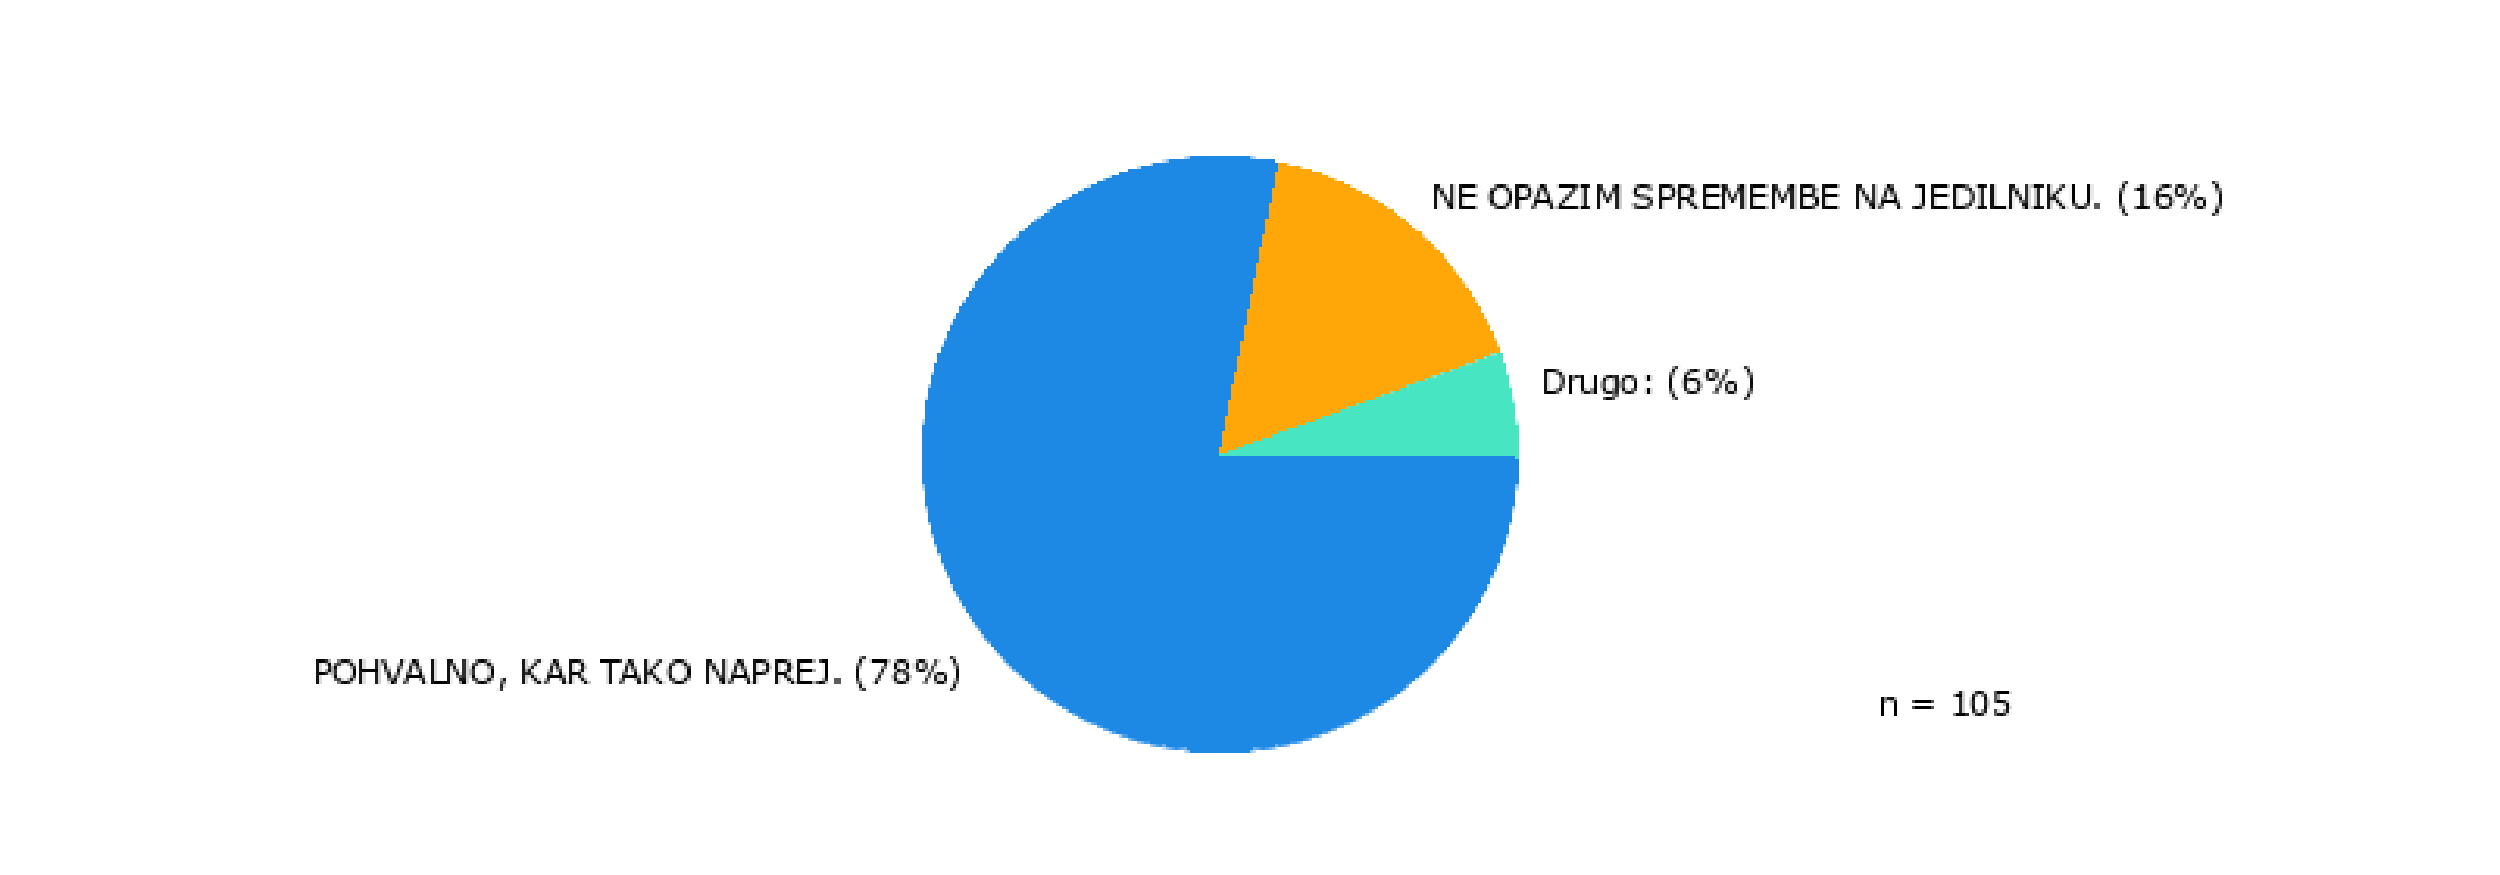 NE OPAZIM SPREMEMBE NA JEDILNIKU. (16%)
Drugo: (6%)
POHVALNO, KAR TAKO NAPREJ. (78%)
n = 105